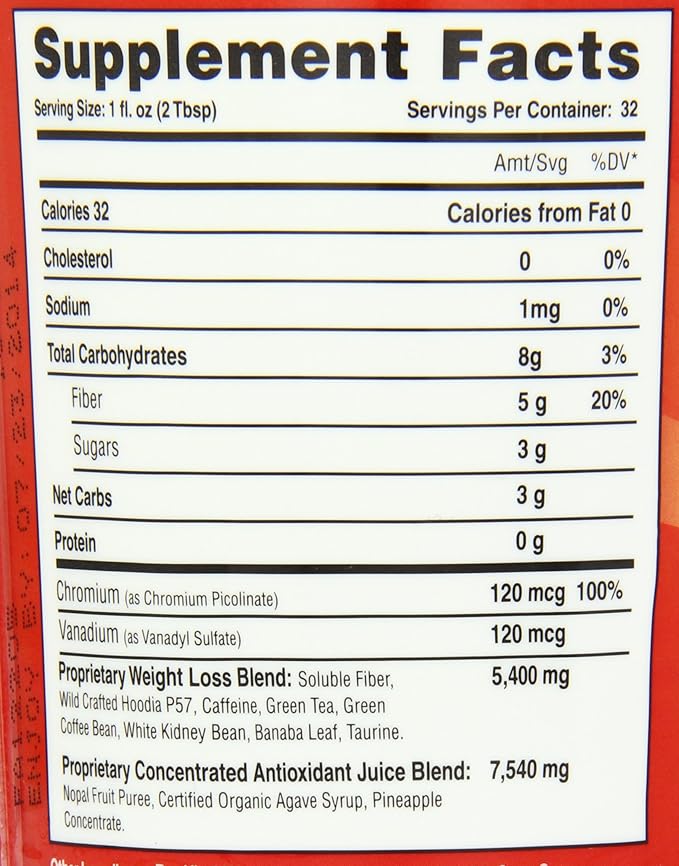 Supplement Facts
Serving Size: 1 fl. oz (2 Tbsp) Servings Per Container: 32
Amt/Svg %DV*
Calories 32 Calories from Fat 0
Cholesterol 0 0%
Sodium 1mg 0%
Total Carbohydrates 8g 3%
Fiber 5 g 20%
Sugars 3 g
Net Carbs 3 g
Protein 0 g
Chromium (as Chromium Picolinate) 120 mcg 100%
Vanadium (as Vanadyl Sulfate) 120 mcg
Proprietary Weight Loss Blend: Soluble Fiber, 5,400 mg
Wild Crafted Hoodia P57, Caffeine, Green Tea, Green
Coffee Bean, White Kidney Bean, Banaba Leaf, Taurine.
Proprietary Concentrated Antioxidant Juice Blend: 7,540 mg
Nopal Fruit Puree, Certified Organic Agave Syrup, Pineapple
Concentrate.
ENJOY BY: 07/23/2014